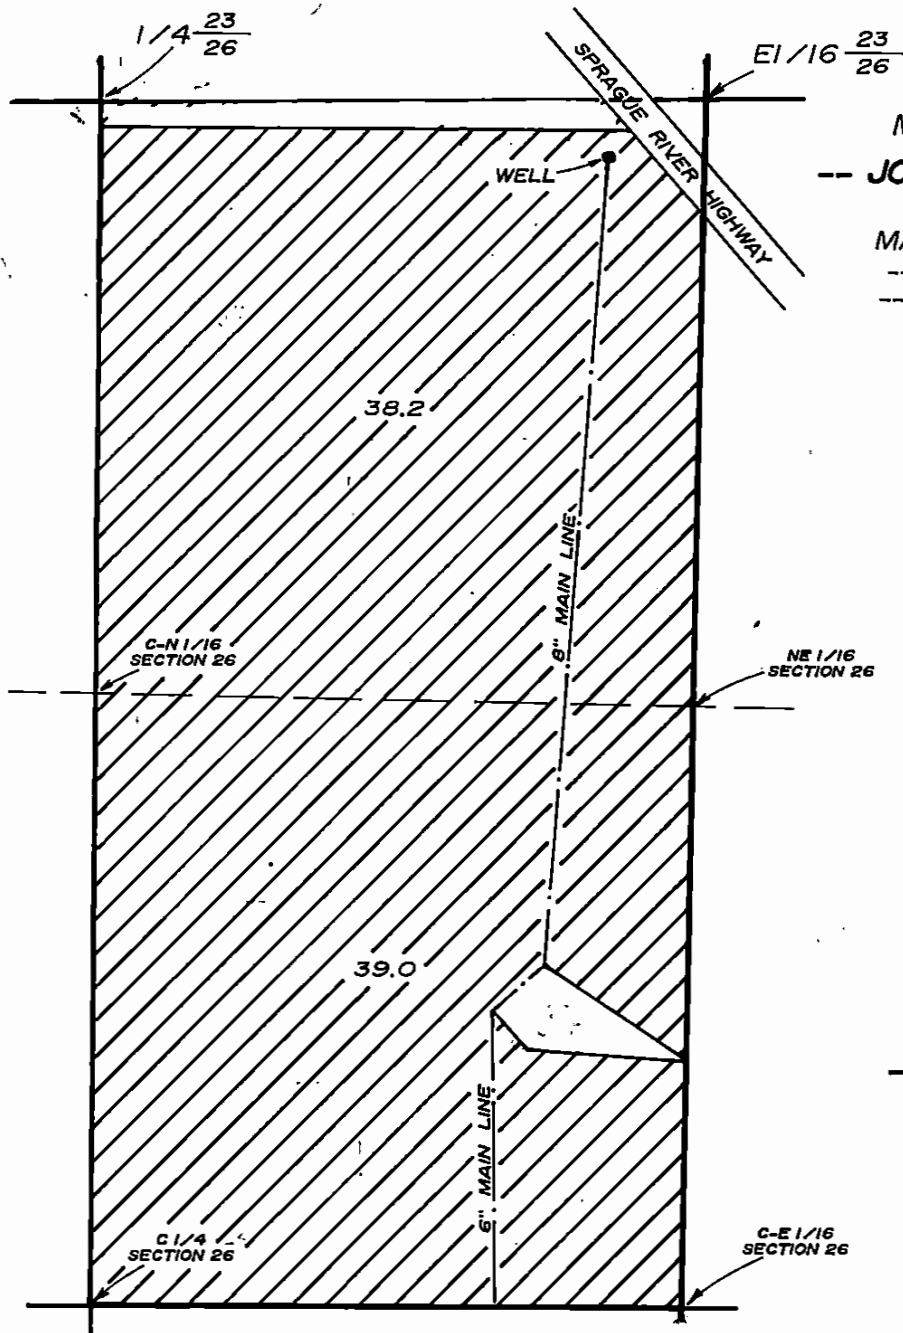 1/4 23
26
E1/16 23
26
SPRAGUE RIVER HIGHWAY
WELL
-- JO
MA
38.2
8" MAIN LINE
C-N 1/16
SECTION 26
NE 1/16
SECTION 26
39.0
6" MAIN LINE
C 1/4
SECTION 26
C-E 1/16
SECTION 26